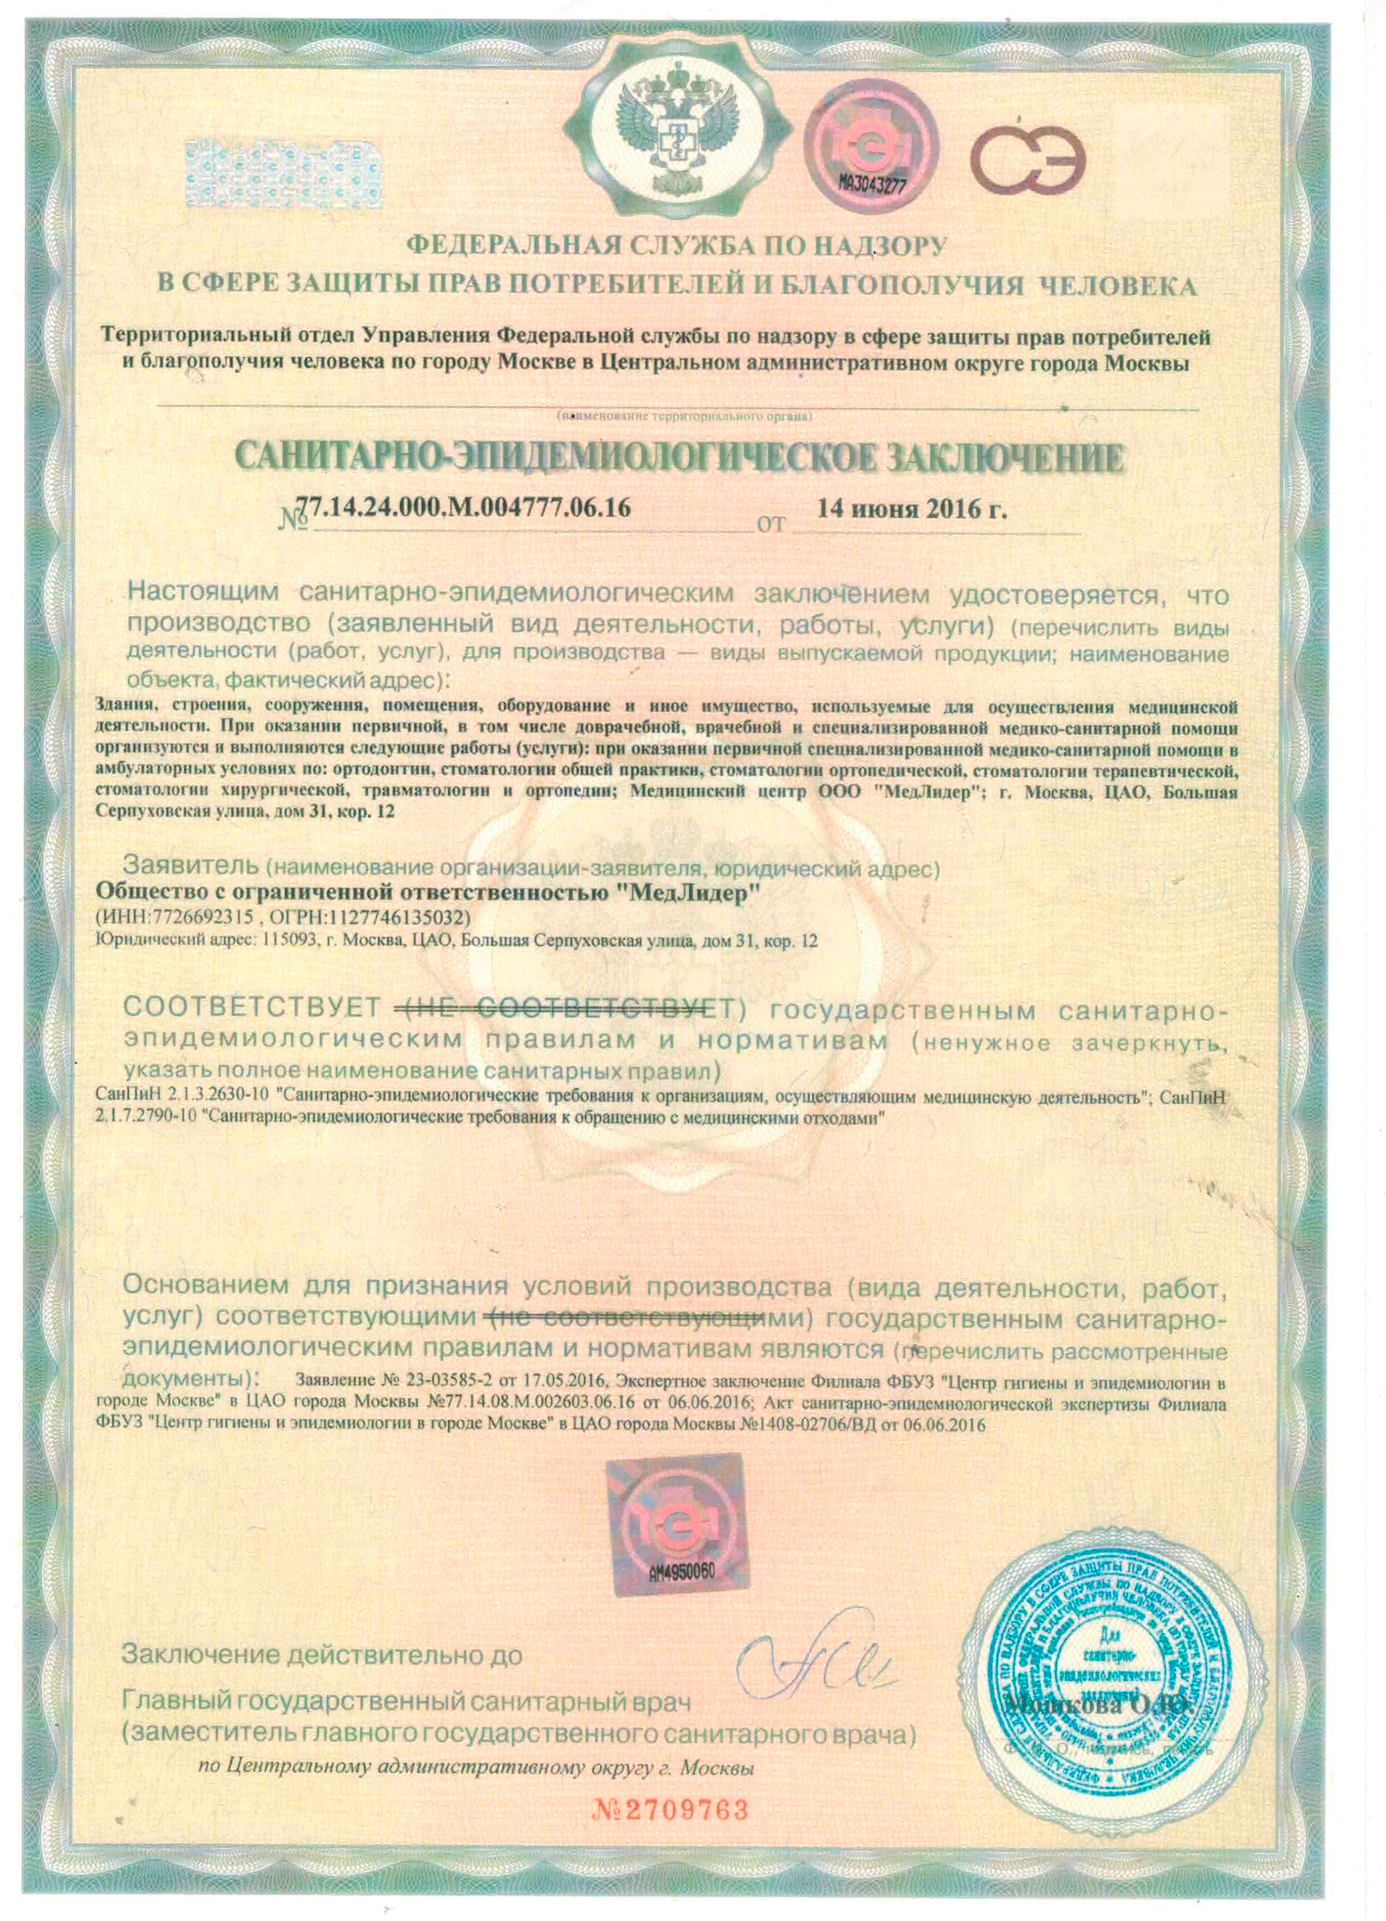 СЭ
МА3043277
ФЕДЕРАЛЬНАЯ СЛУЖБА ПО НАДЗОРУ
В СФЕРЕ ЗАЩИТЫ ПРАВ ПОТРЕБИТЕЛЕЙ И БЛАГОПОЛУЧИЯ ЧЕЛОВЕКА
Территориальный отдел Управления Федеральной службы по надзору в сфере защиты прав потребителей
и благополучия человека по городу Москве в Центральном административном округе города Москвы
(наименование территориального органа)
САНИТАРНО-ЭПИДЕМИОЛОГИЧЕСКОЕ ЗАКЛЮЧЕНИЕ
№ 77.14.24.000.М.004777.06.16 от 14 июня 2016 г.
Настоящим санитарно-эпидемиологическим заключением удостоверяется, что
производство (заявленный вид деятельности, работы, услуги) (перечислить виды
деятельности (работ, услуг), для производства — виды выпускаемой продукции; наименование
объекта, фактический адрес):
Здания, строения, сооружения, помещения, оборудование и иное имущество, используемые для осуществления медицинской
деятельности. При оказании первичной, в том числе доврачебной, врачебной и специализированной медико-санитарной помощи
организуются и выполняются следующие работы (услуги): при оказании первичной специализированной медико-санитарной помощи в
амбулаторных условиях по: ортодонтии, стоматологии общей практики, стоматологии ортопедической, стоматологии терапевтической,
стоматологии хирургической, травматологии и ортопедии; Медицинский центр ООО "МедЛидер"; г. Москва, ЦАО, Большая
Серпуховская улица, дом 31, кор. 12
Заявитель (наименование организации-заявителя, юридический адрес)
Общество с ограниченной ответственностью "МедЛидер"
(ИНН:7726692315 , ОГРН:1127746135032)
Юридический адрес: 115093, г. Москва, ЦАО, Большая Серпуховская улица, дом 31, кор. 12
СООТВЕТСТВУЕТ (НЕ СООТВЕТСТВУЕТ) государственным санитарно-
эпидемиологическим правилам и нормативам (ненужное зачеркнуть,
указать полное наименование санитарных правил)
СанПиН 2.1.3.2630-10 "Санитарно-эпидемиологические требования к организациям, осуществляющим медицинскую деятельность"; СанПиН
2.1.7.2790-10 "Санитарно-эпидемиологические требования к обращению с медицинскими отходами"
Основанием для признания условий производства (вида деятельности, работ,
услуг) соответствующими (не соответствующими) государственным санитарно-
эпидемиологическим правилам и нормативам являются (перечислить рассмотренные
документы): Заявление № 23-03585-2 от 17.05.2016, Экспертное заключение Филиала ФБУЗ "Центр гигиены и эпидемиологии в
городе Москве" в ЦАО города Москвы №77.14.08.М.002603.06.16 от 06.06.2016; Акт санитарно-эпидемиологической экспертизы Филиала
ФБУЗ "Центр гигиены и эпидемиологии в городе Москве" в ЦАО города Москвы №1408-02706/ВД от 06.06.2016
АМ4950060
Заключение действительно до
Главный государственный санитарный врач
(заместитель главного государственного санитарного врача)
по Центральному административному округу г. Москвы
Для
санитарно-
эпидемиологических
заключений
О.Ю.
№2709763